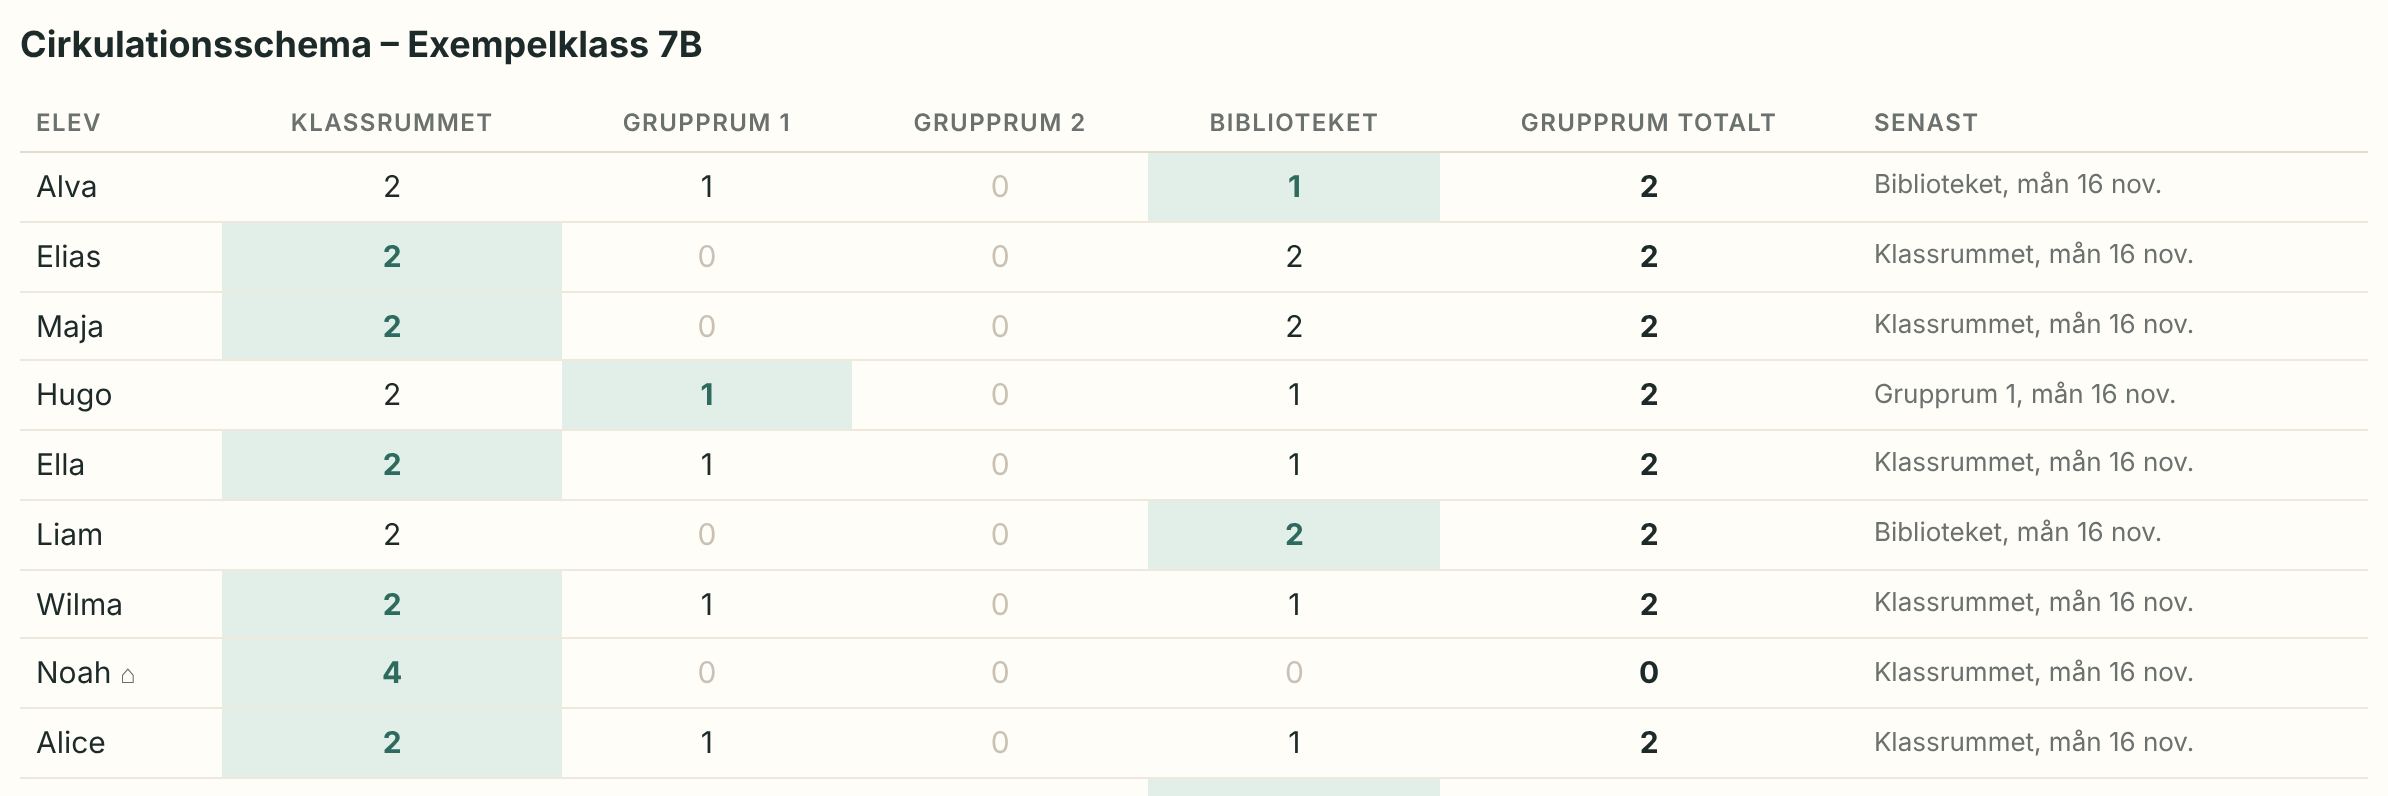 Cirkulationsschema – Exempelklass 7B
ELEV KLASSRUMMET GRUPPRUM 1 GRUPPRUM 2 BIBLIOTEKET GRUPPRUM TOTALT SENAST
Alva 2 1 0 1 2 Biblioteket, mån 16 nov.
Elias 2 0 0 2 2 Klassrummet, mån 16 nov.
Maja 2 0 0 2 2 Klassrummet, mån 16 nov.
Hugo 2 1 0 1 2 Grupprum 1, mån 16 nov.
Ella 2 1 0 1 2 Klassrummet, mån 16 nov.
Liam 2 0 0 2 2 Biblioteket, mån 16 nov.
Wilma 2 1 0 1 2 Klassrummet, mån 16 nov.
Noah ⌂ 4 0 0 0 0 Klassrummet, mån 16 nov.
Alice 2 1 0 1 2 Klassrummet, mån 16 nov.